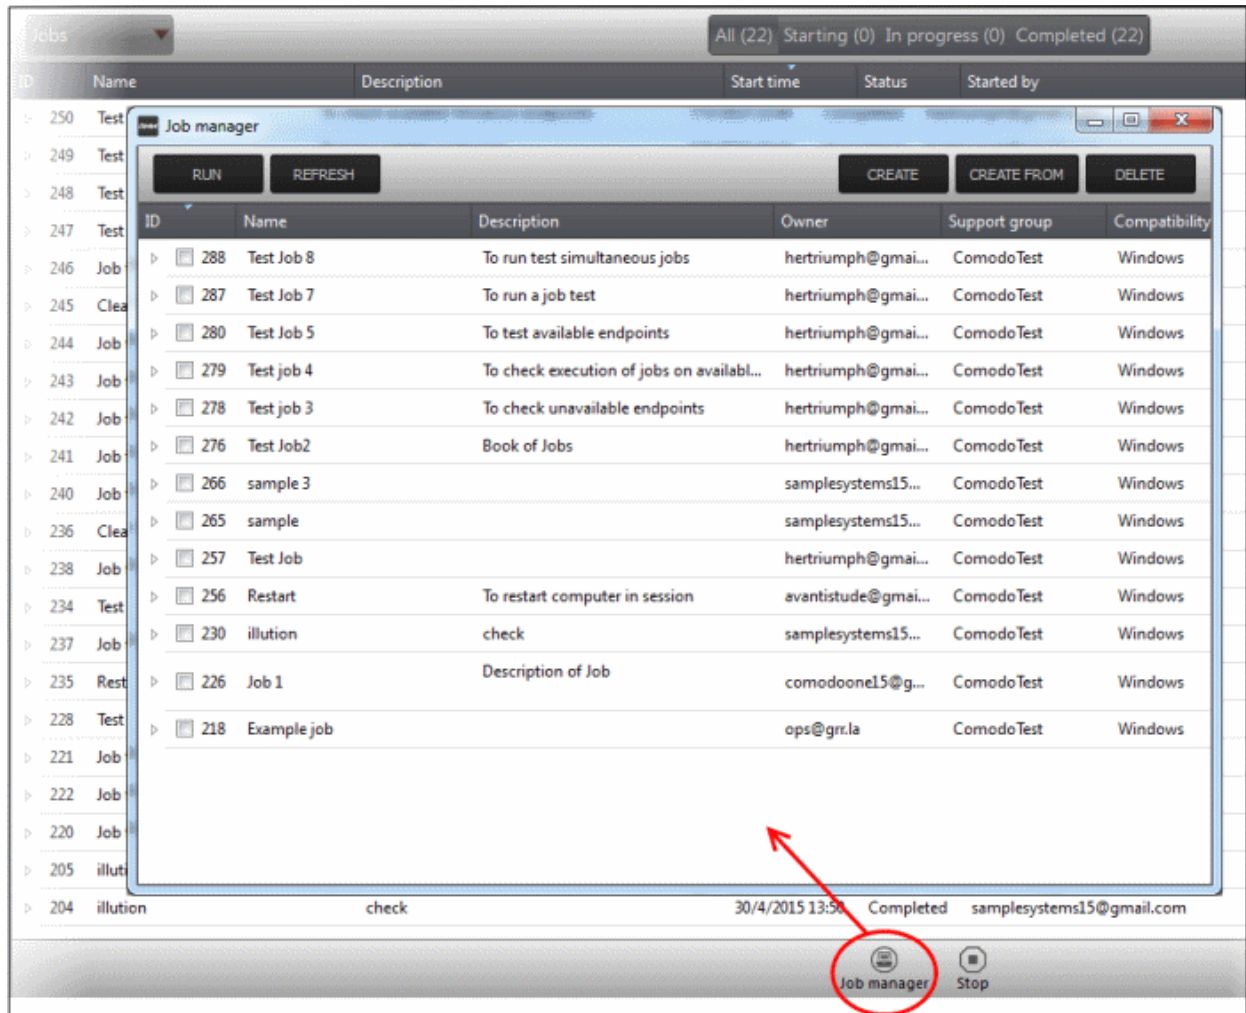 Jobs
All (22) Starting (0) In progress (0) Completed (22)
ID Name Description Start time Status Started by
250 Test
Job manager
249 Test
RUN REFRESH CREATE CREATE FROM DELETE
248 Test
ID Name Description Owner Support group Compatibility
247 Test
288 Test Job 8 To run test simultaneous jobs hertriumph@gmai... ComodoTest Windows
246 Job
287 Test Job 7 To run a job test hertriumph@gmai... ComodoTest Windows
245 Clea
280 Test Job 5 To test available endpoints hertriumph@gmai... ComodoTest Windows
244 Job
279 Test job 4 To check execution of jobs on availabl... hertriumph@gmai... ComodoTest Windows
243 Job
278 Test job 3 To check unavailable endpoints hertriumph@gmai... ComodoTest Windows
242 Job
276 Test Job2 Book of Jobs hertriumph@gmai... ComodoTest Windows
241 Job
266 sample 3 samplesystems15... ComodoTest Windows
240 Job
265 sample samplesystems15... ComodoTest Windows
236 Clea
257 Test Job hertriumph@gmai... ComodoTest Windows
238 Job
256 Restart To restart computer in session avantistude@gmai... ComodoTest Windows
234 Test
230 illution check samplesystems15... ComodoTest Windows
237 Job
226 Job 1 Description of Job comodoone15@g... ComodoTest Windows
235 Rest
228 Test
218 Example job ops@grr.la ComodoTest Windows
221 Job
222 Job
220 Job
205 illuti
204 illution check 30/4/2015 13:50 Completed samplesystems15@gmail.com
Job manager Stop